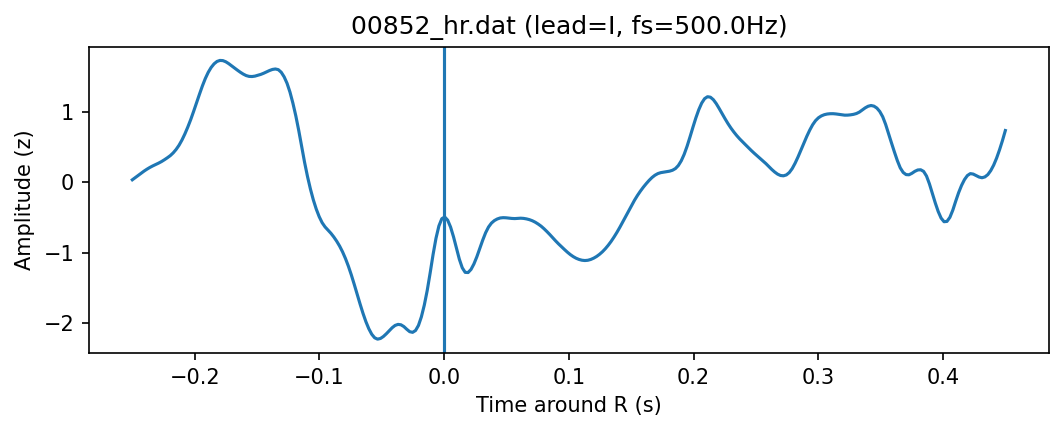 00852_hr.dat (lead=I, fs=500.0Hz)
Amplitude (z)
1
0
−1
−2
−0.2 −0.1 0.0 0.1 0.2 0.3 0.4
Time around R (s)